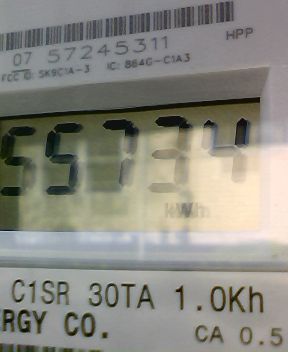 07 57245311
HPP
FCC ID: SK9C1A-3 IC: 864G-C1A3
55734
kWh
C1SR 30TA 1.0Kh
RGY CO.
CA 0.5